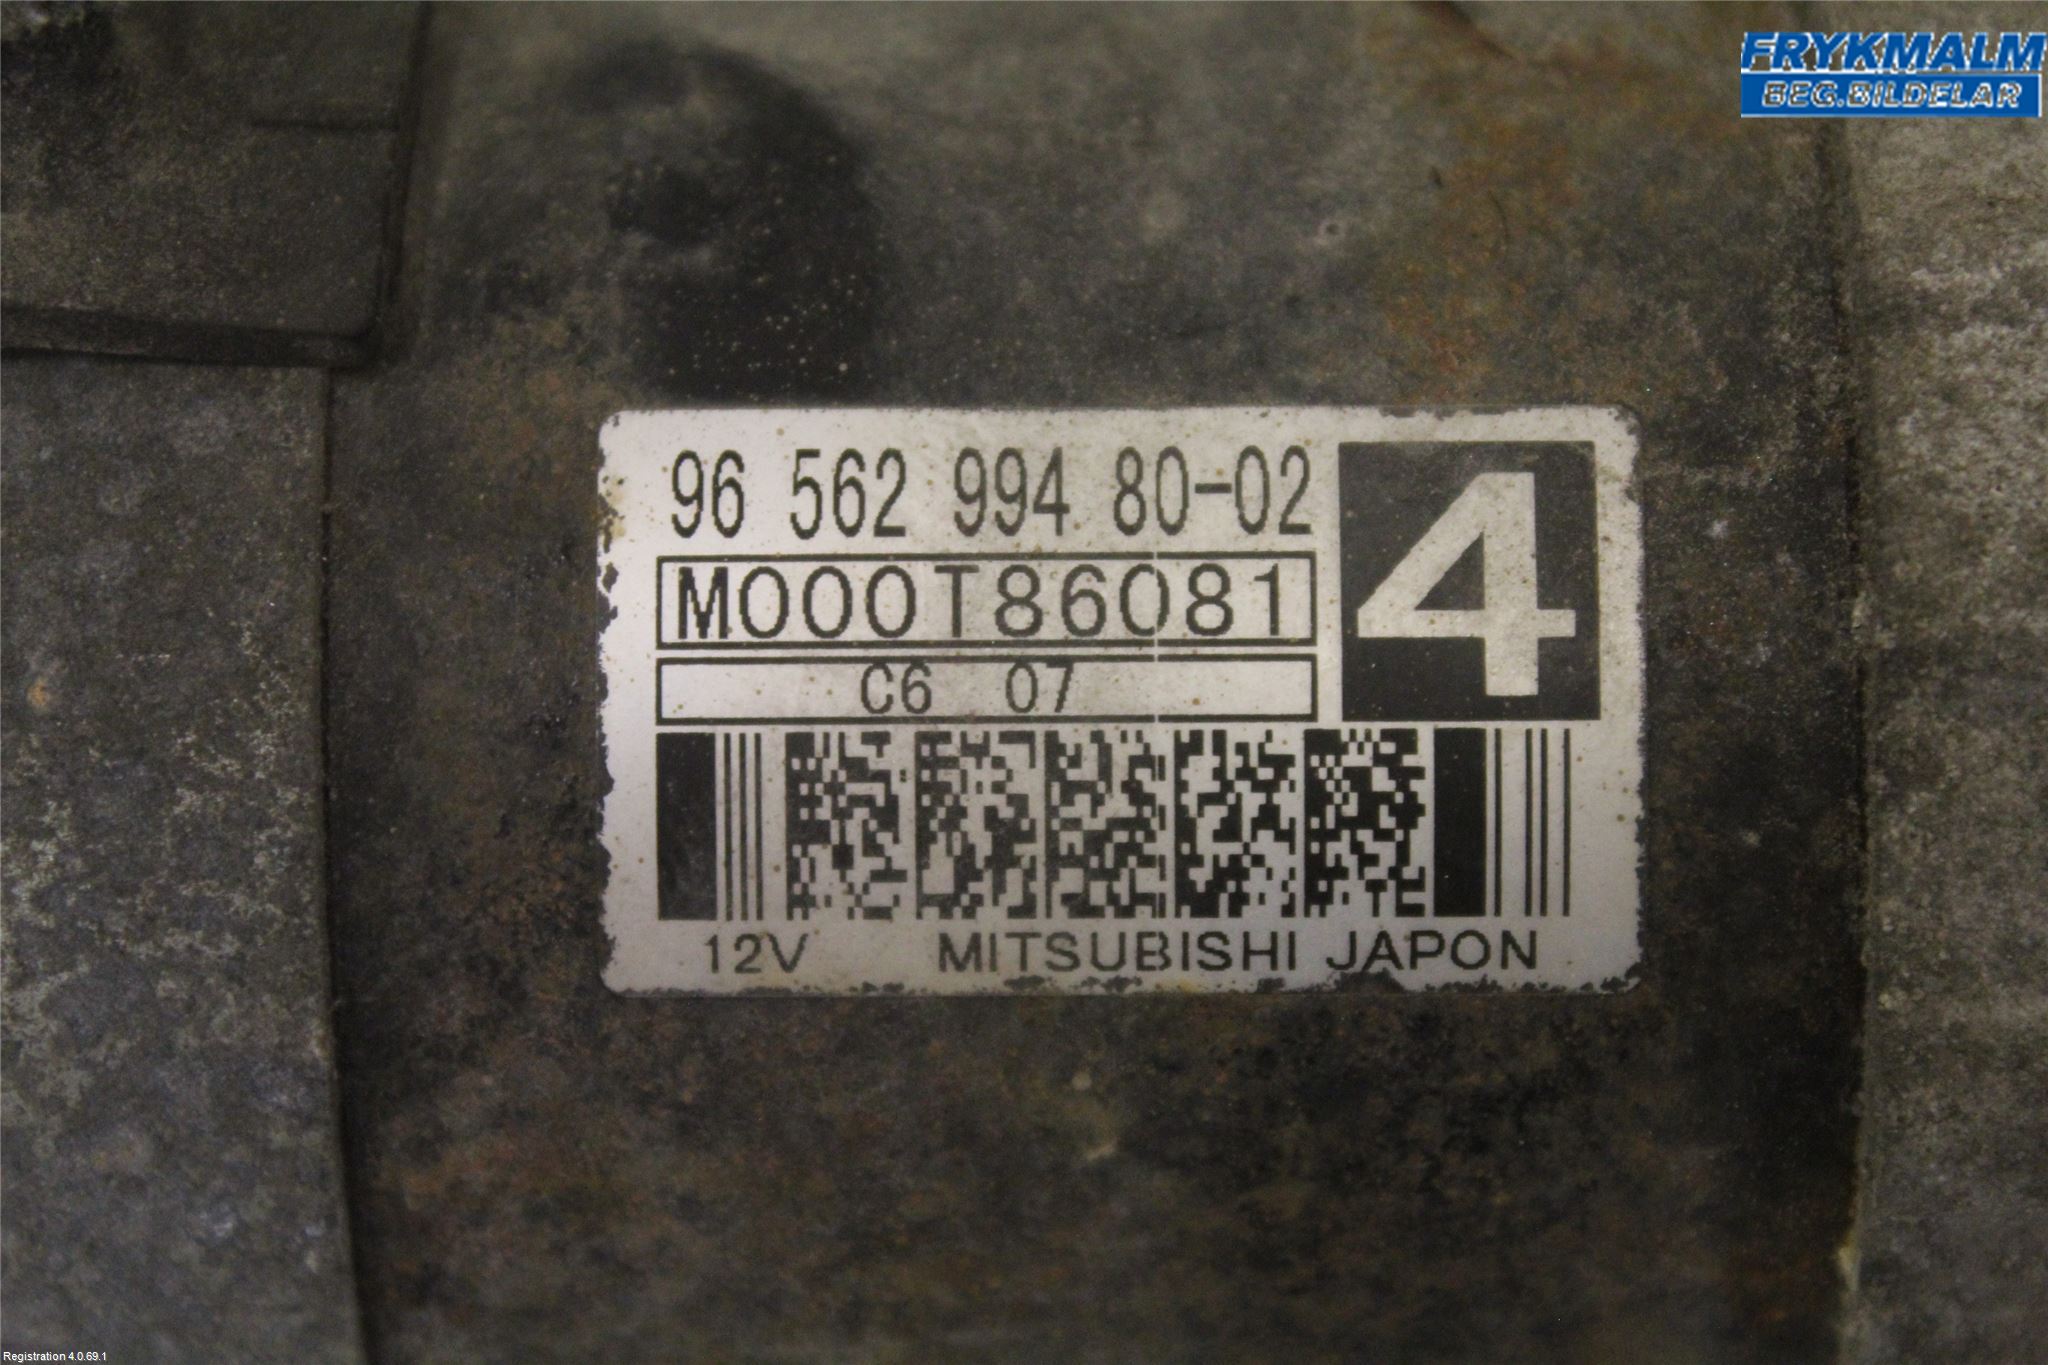 FRYKMALM
BEG.BILDELAR
96 562 994 80-02
4
M000T86081
C6 07
12V MITSUBISHI JAPON
Registration 4.0.69.1